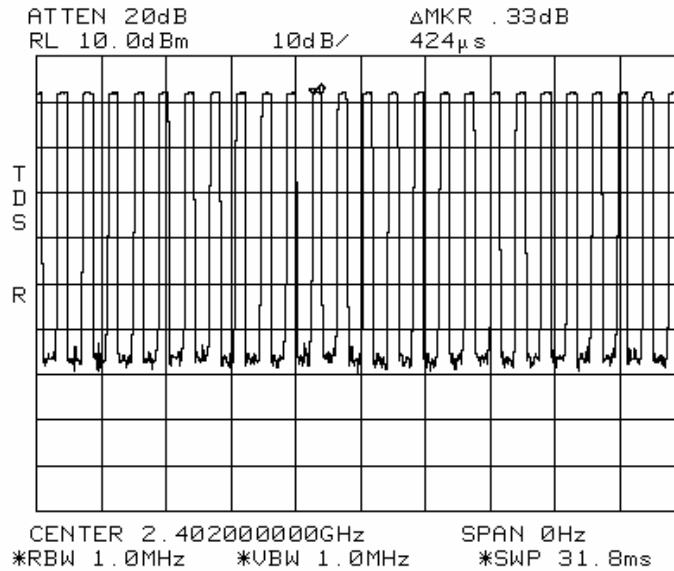 ATTEN 20dB ΔMKR .33dB
RL 10.0dBm 10dB/ 424μs
T
D
S
R
CENTER 2.402000000GHz SPAN 0Hz
*RBW 1.0MHz *VBW 1.0MHz *SWP 31.8ms